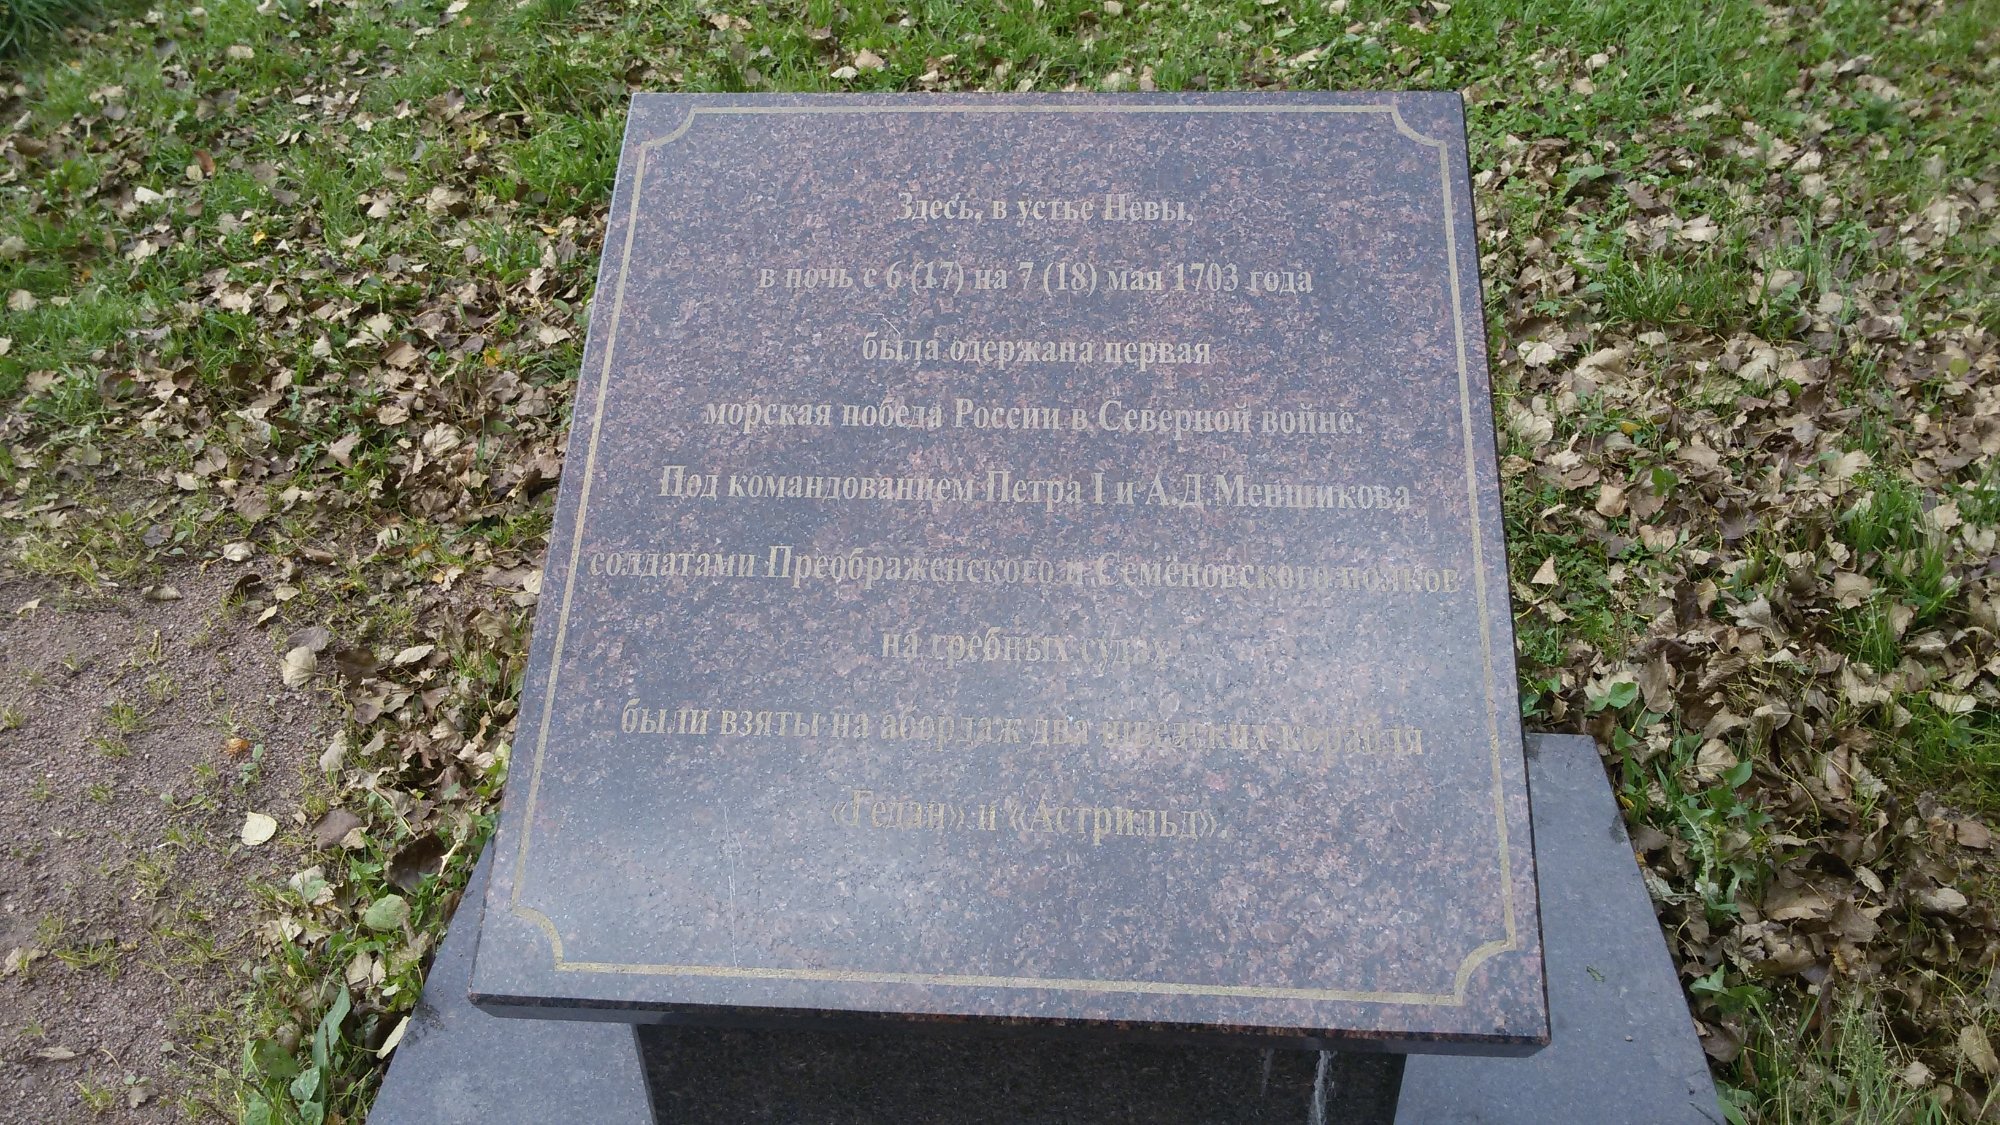 Здесь, в устье Невы,
в ночь с 6 (17) на 7 (18) мая 1703 года
была одержана первая
морская победа России в Северной войне.
Под командованием Петра I и А.Д.Меншикова
солдатами Преображенского и Семёновского полков
на гребных судах
были взяты на абордаж два шведских корабля
«Гедан» и «Астрильд».